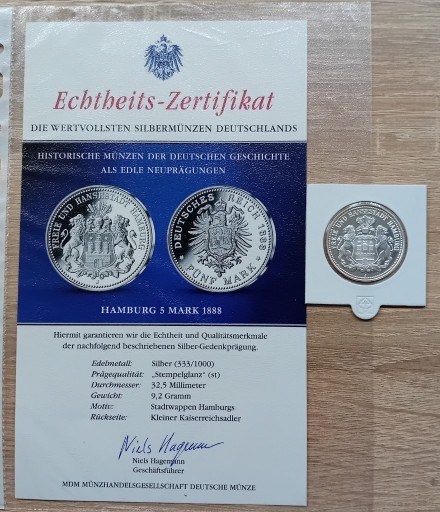 Echtheits-Zertifikat
DIE WERTVOLLSTEN SILBERMÜNZEN DEUTSCHLANDS
HISTORISCHE MÜNZEN DER DEUTSCHEN GESCHICHTE
ALS EDLE NEUPRÄGUNGEN
FREIE UND HANSESTADT HAMBURG
DEUTSCHES REICH 1888
FÜNF MARK
FREIE UND HANSESTADT HAMBURG
HAMBURG 5 MARK 1888
Hiermit garantieren wir die Echtheit und Qualitätsmerkmale
der nachfolgend beschriebenen Silber-Gedenkprägung.
Edelmetall: Silber (333/1000)
Prägequalität: „Stempelglanz“ (st)
Durchmesser: 32,5 Millimeter
Gewicht: 9,2 Gramm
Motiv: Stadtwappen Hamburgs
Rückseite: Kleiner Kaiserreichsadler
Niels Hagemann
Niels Hagemann
Geschäftsführer
MDM MÜNZHANDELSGESELLSCHAFT DEUTSCHE MÜNZE